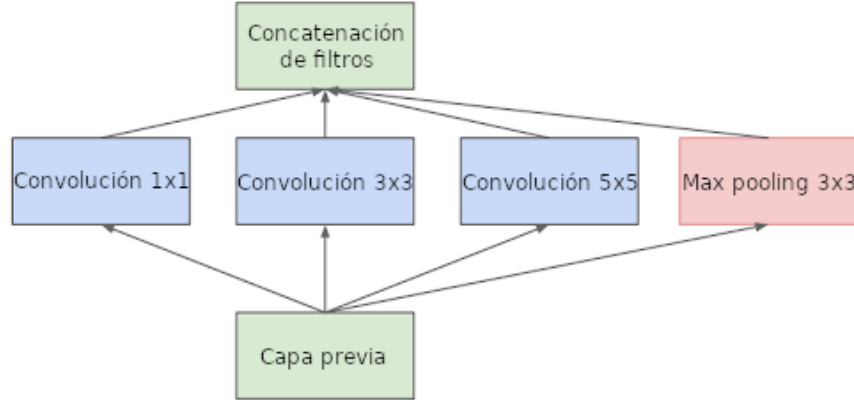 Concatenación
de filtros
Convolución 1x1
Convolución 3x3
Convolución 5x5
Max pooling 3x3
Capa previa